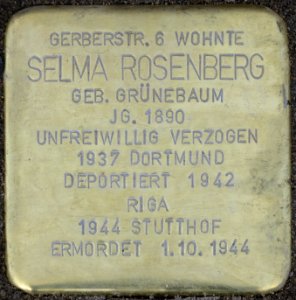 GERBERSTR. 6 WOHNTE
SELMA ROSENBERG
GEB. GRÜNEBAUM
JG. 1890
UNFREIWILLIG VERZOGEN
1937 DORTMUND
DEPORTIERT 1942
RIGA
1944 STUTTHOF
ERMORDET 1.10.1944